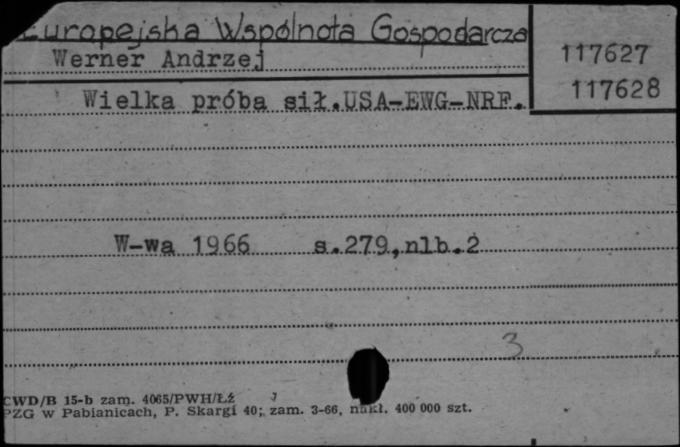 Europejska Wspólnota Gospodarcza
Werner Andrzej
117627
117628
Wielka próba sił.USA-EWG-NRF.
W-wa 1966 s.279,nlb.2
3
CWD/B 15-b zam. 4065/PWH/Łź
PZG w Pabianicach, P. Skargi 40; zam. 3-66, nakł. 400 000 szt.